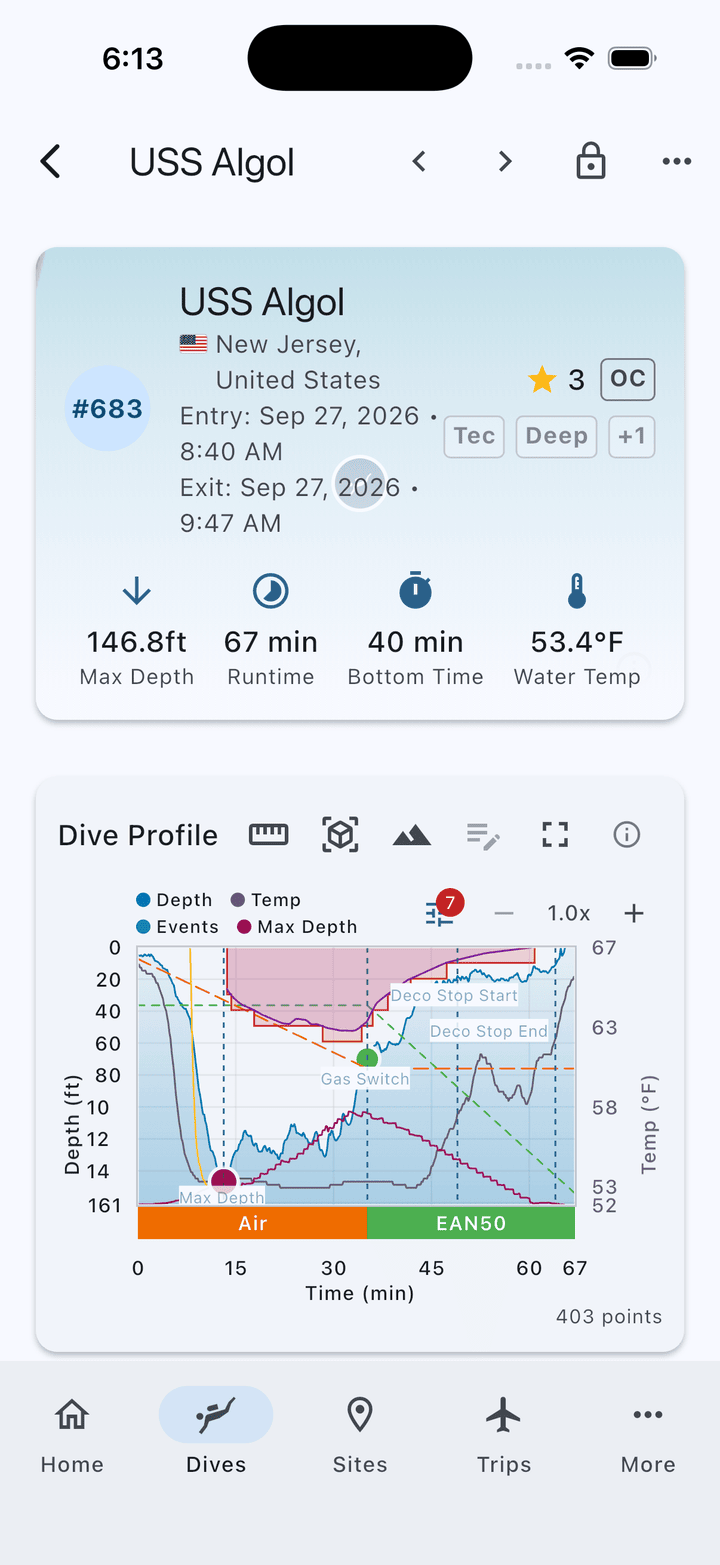 6:13
USS Algol
USS Algol
New Jersey,
United States
#683
3 OC
Entry: Sep 27, 2026 •
8:40 AM
Tec Deep +1
Exit: Sep 27, 2026 •
9:47 AM
146.8ft 67 min 40 min 53.4°F
Max Depth Runtime Bottom Time Water Temp
Dive Profile
Depth Temp
Events Max Depth
7
1.0x
0 67
20
Deco Stop Start
40 63
Deco Stop End
60
Gas Switch
80
10 58
12
14 53
Max Depth
161 52
Depth (ft)
Temp (°F)
Air EAN50
0 15 30 45 60 67
Time (min)
403 points
Home Dives Sites Trips More